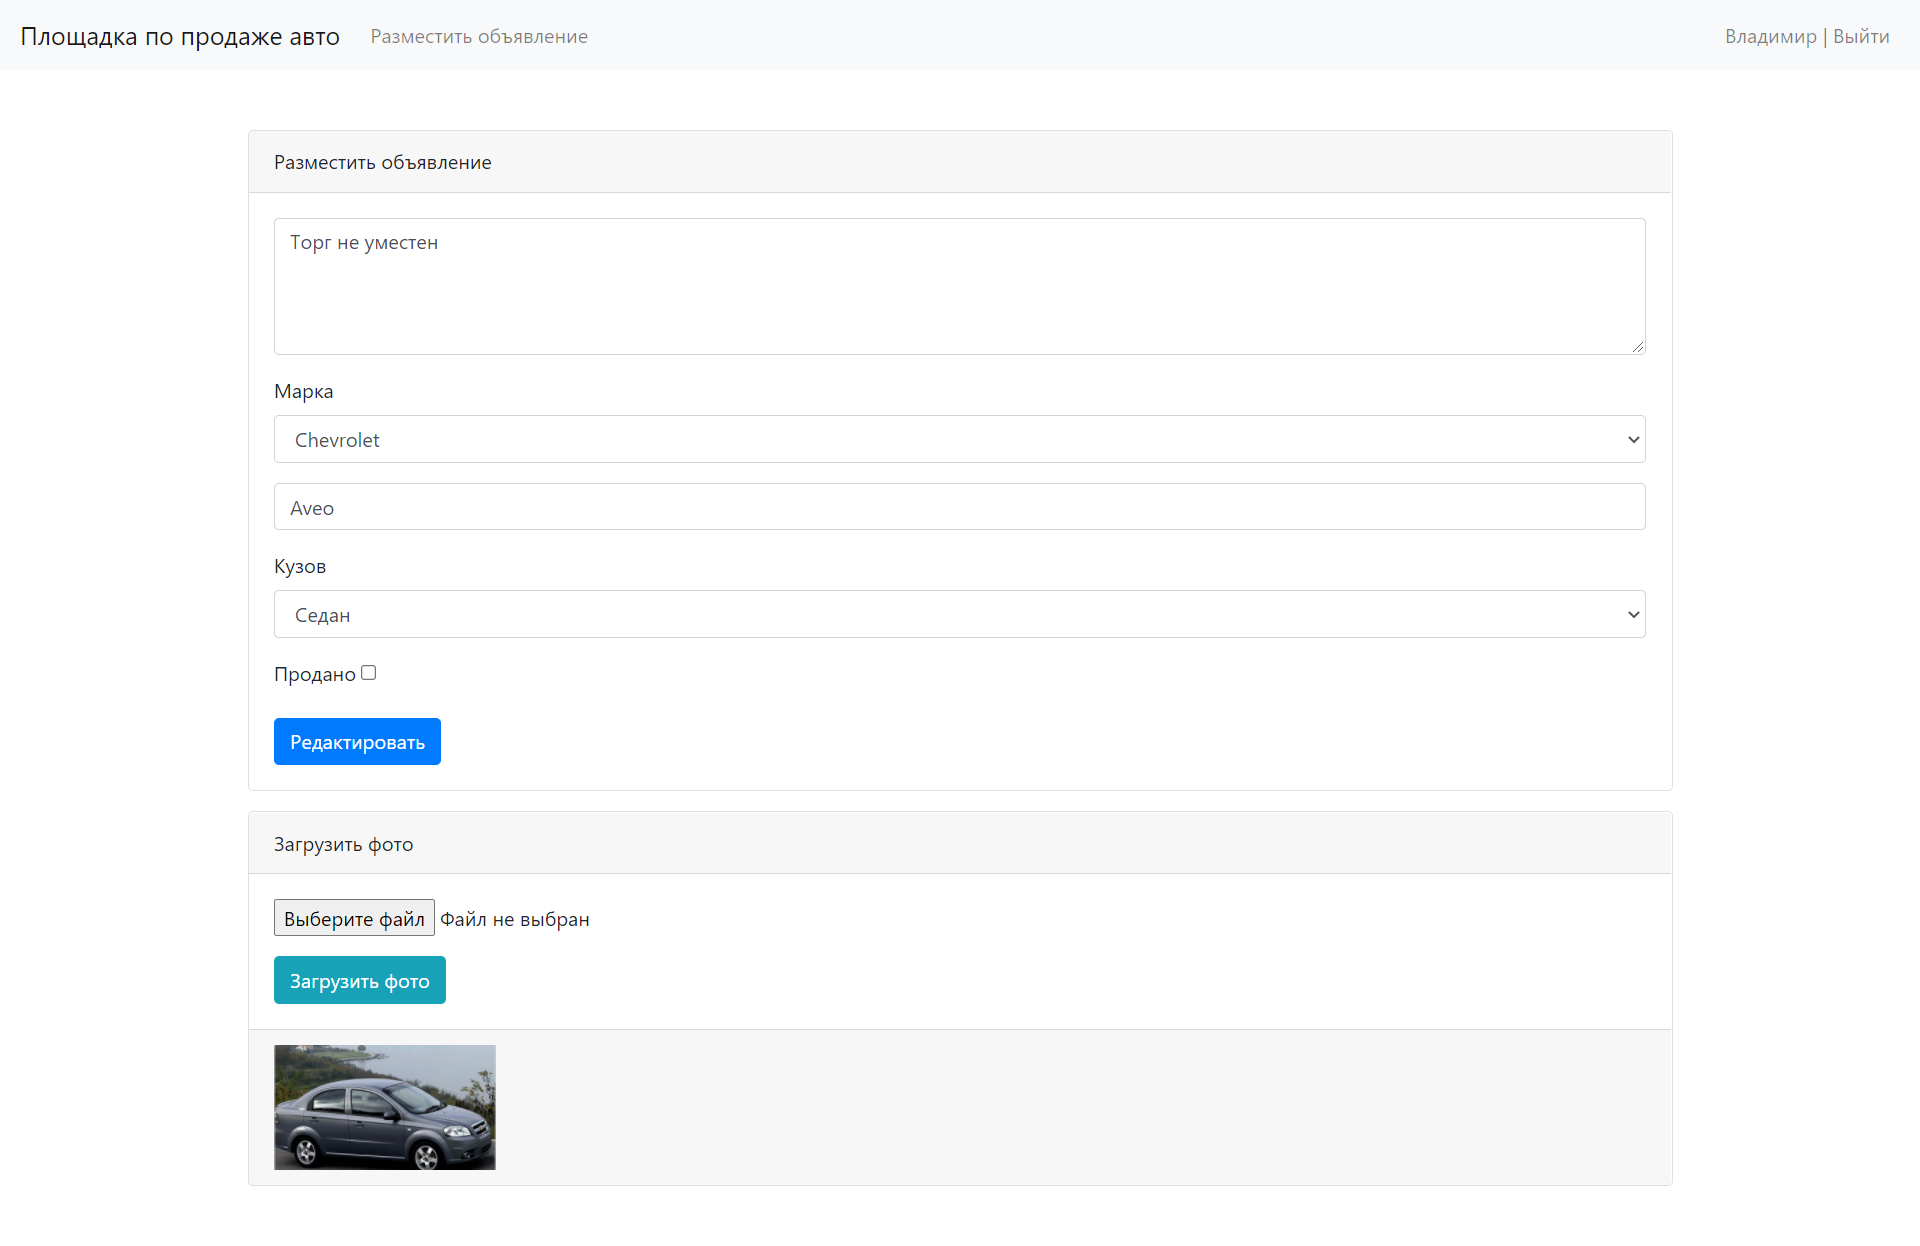 Площадка по продаже авто Разместить объявление Владимир | Выйти
Разместить объявление
Торг не уместен
Марка
Chevrolet
Aveo
Кузов
Седан
Продано
Редактировать
Загрузить фото
Выберите файл Файл не выбран
Загрузить фото